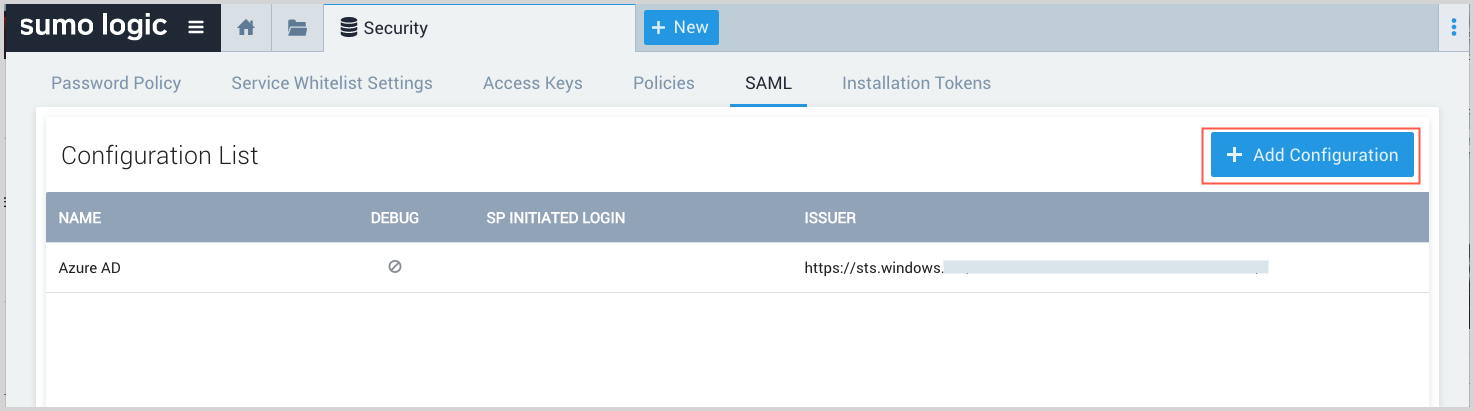 sumo logic Security + New
Password Policy Service Whitelist Settings Access Keys Policies SAML Installation Tokens
Configuration List + Add Configuration
NAME DEBUG SP INITIATED LOGIN ISSUER
Azure AD https://sts.windows.